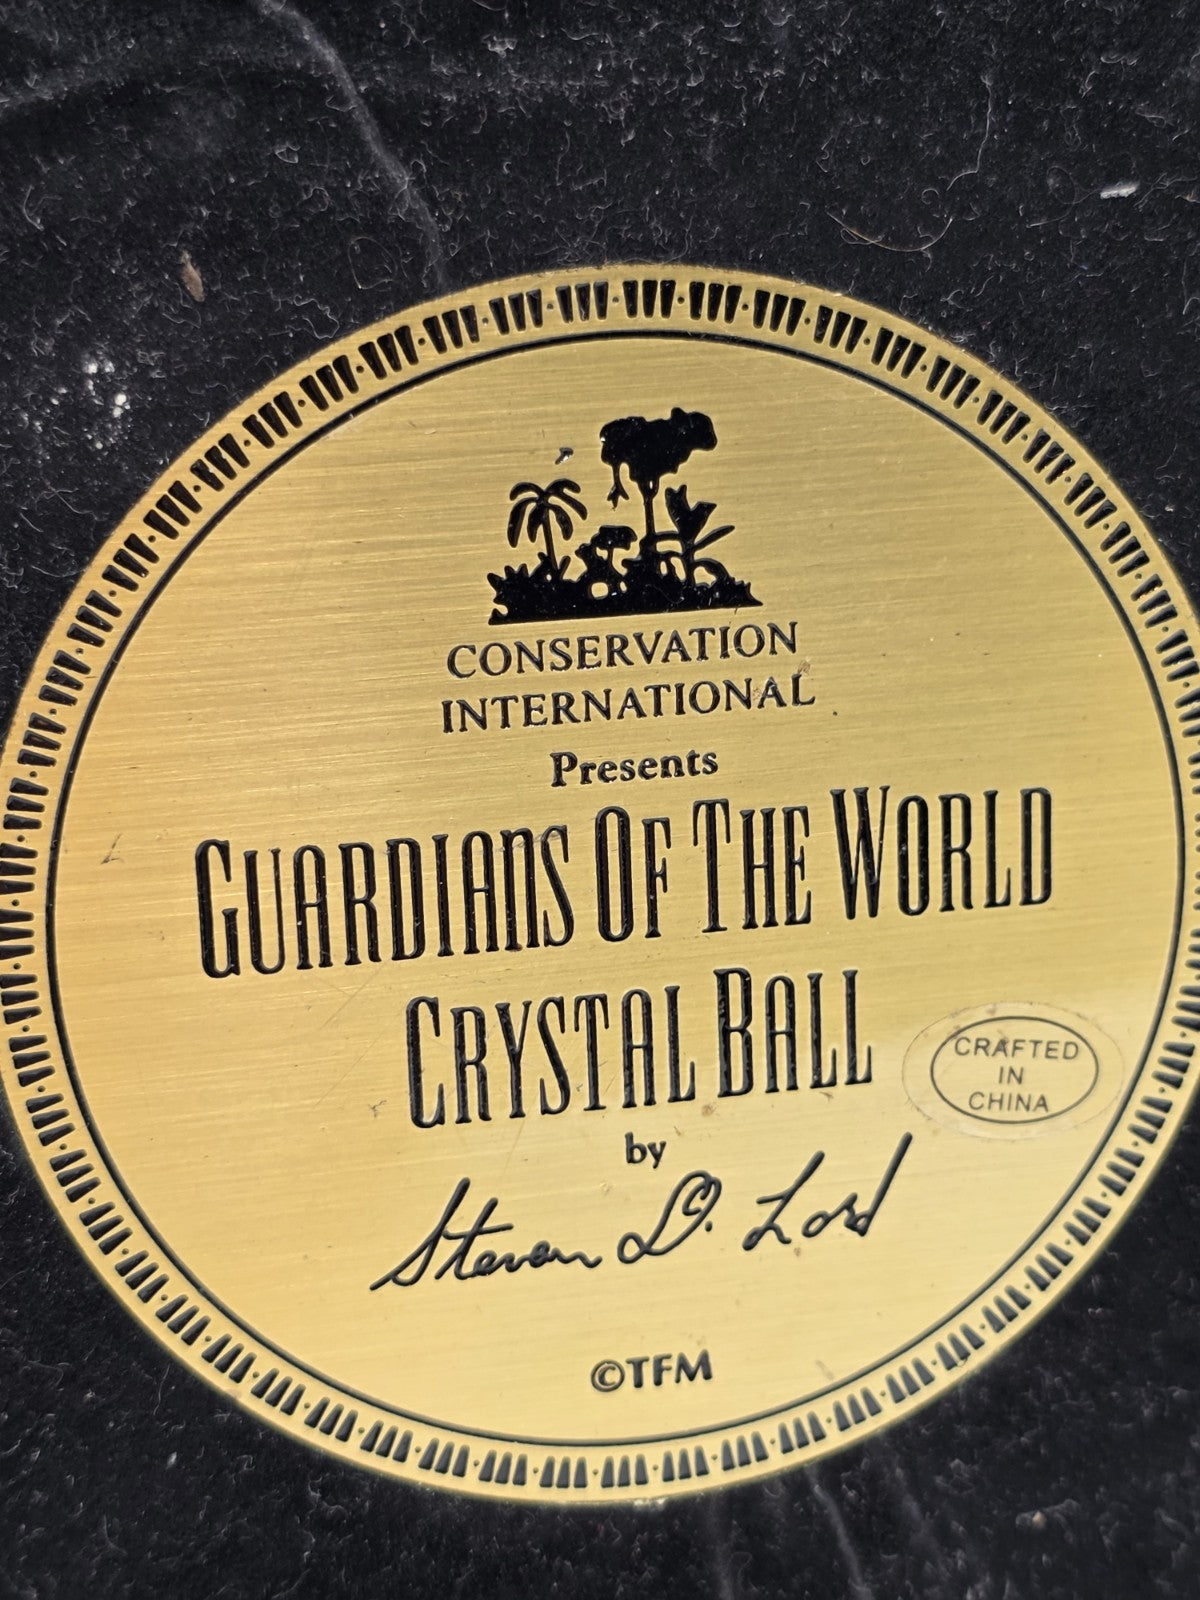 CONSERVATION
INTERNATIONAL
Presents
GUARDIANS OF THE WORLD
CRYSTAL BALL
CRAFTED
IN
CHINA
by
Steven D. Lord
©TFM